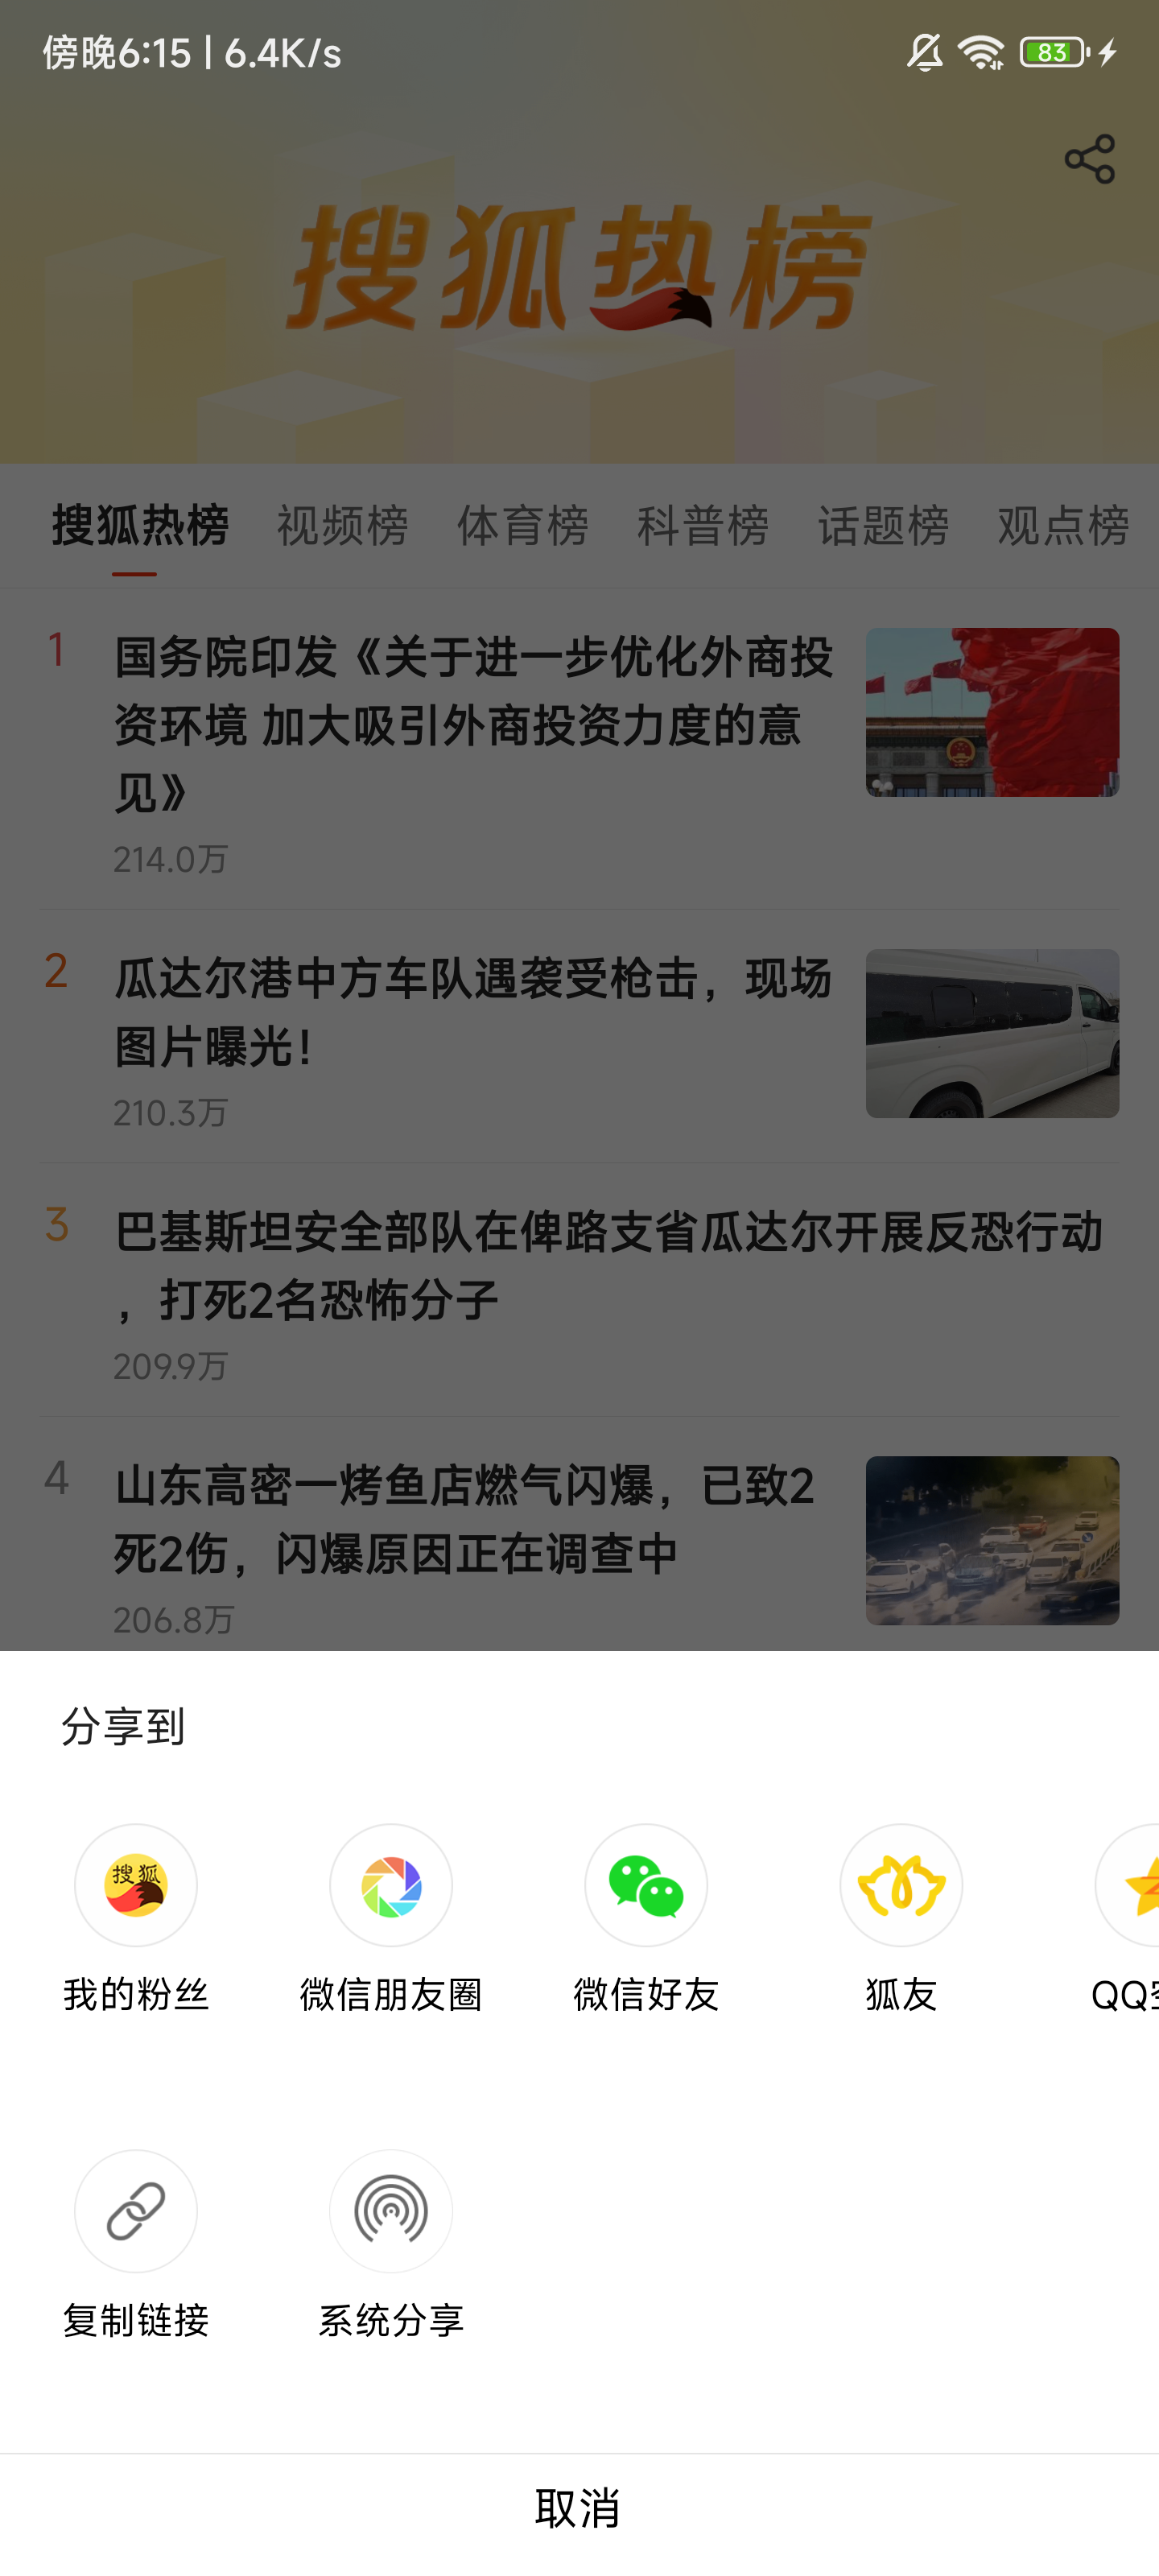 傍晚6:15 | 6.4K/s
83
搜狐热榜
搜狐热榜 视频榜 体育榜 科普榜 话题榜 观点榜
1 国务院印发《关于进一步优化外商投
资环境 加大吸引外商投资力度的意
见》
214.0万
2 瓜达尔港中方车队遇袭受枪击，现场
图片曝光！
210.3万
3 巴基斯坦安全部队在俾路支省瓜达尔开展反恐行动
，打死2名恐怖分子
209.9万
4 山东高密一烤鱼店燃气闪爆，已致2
死2伤，闪爆原因正在调查中
206.8万
分享到
搜狐
我的粉丝 微信朋友圈 微信好友 狐友 QQ
复制链接 系统分享
取消